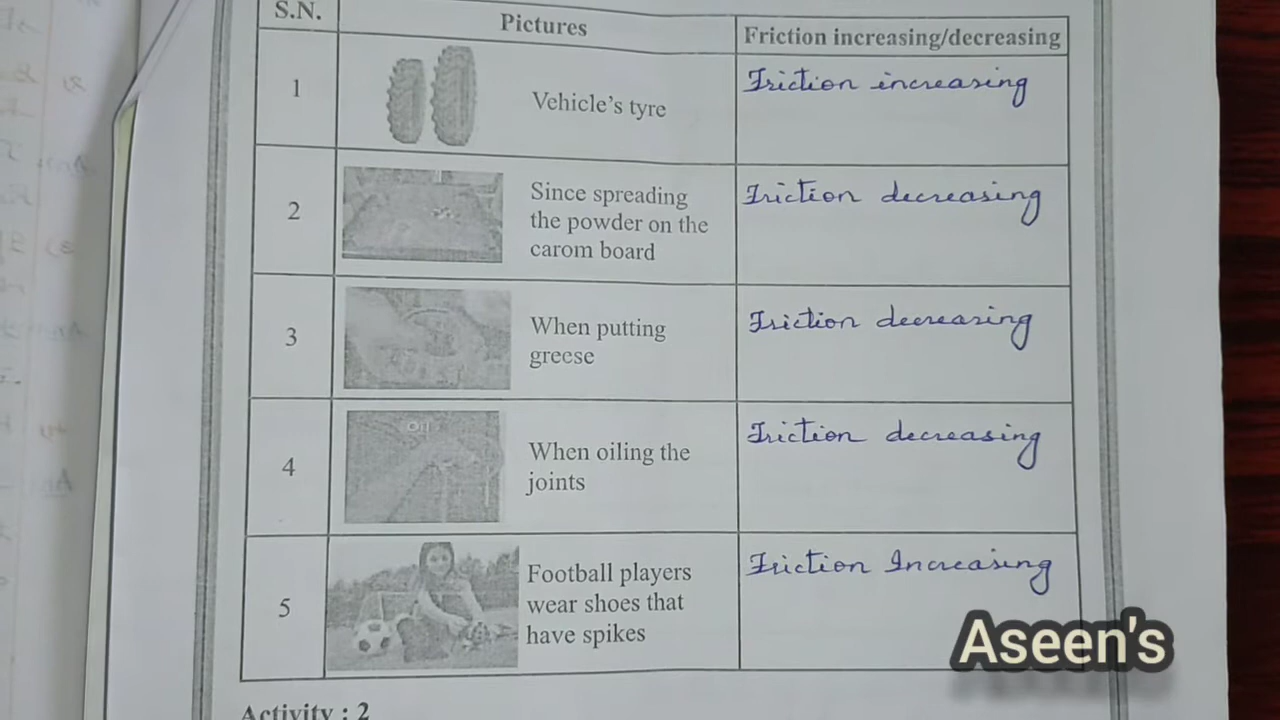 S.N.
Pictures
Friction increasing/decreasing
1
Vehicle's tyre
Friction increasing
2
Since spreading
the powder on the
carom board
Friction decreasing
3
When putting
greese
Friction decreasing
4
Oil
When oiling the
joints
Friction decreasing
5
Football players
wear shoes that
have spikes
Friction Increasing
Aseen's
Activity : 2